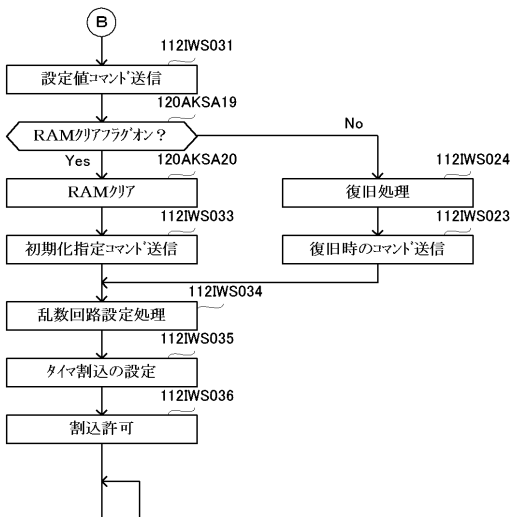 B
112IWS031
設定値コマンド送信
120AKSA19
RAMクリアフラグオン？
No
Yes
120AKSA20
RAMクリア
112IWS024
復旧処理
112IWS033
初期化指定コマンド送信
112IWS023
復旧時のコマンド送信
112IWS034
乱数回路設定処理
112IWS035
タイマ割込の設定
112IWS036
割込許可